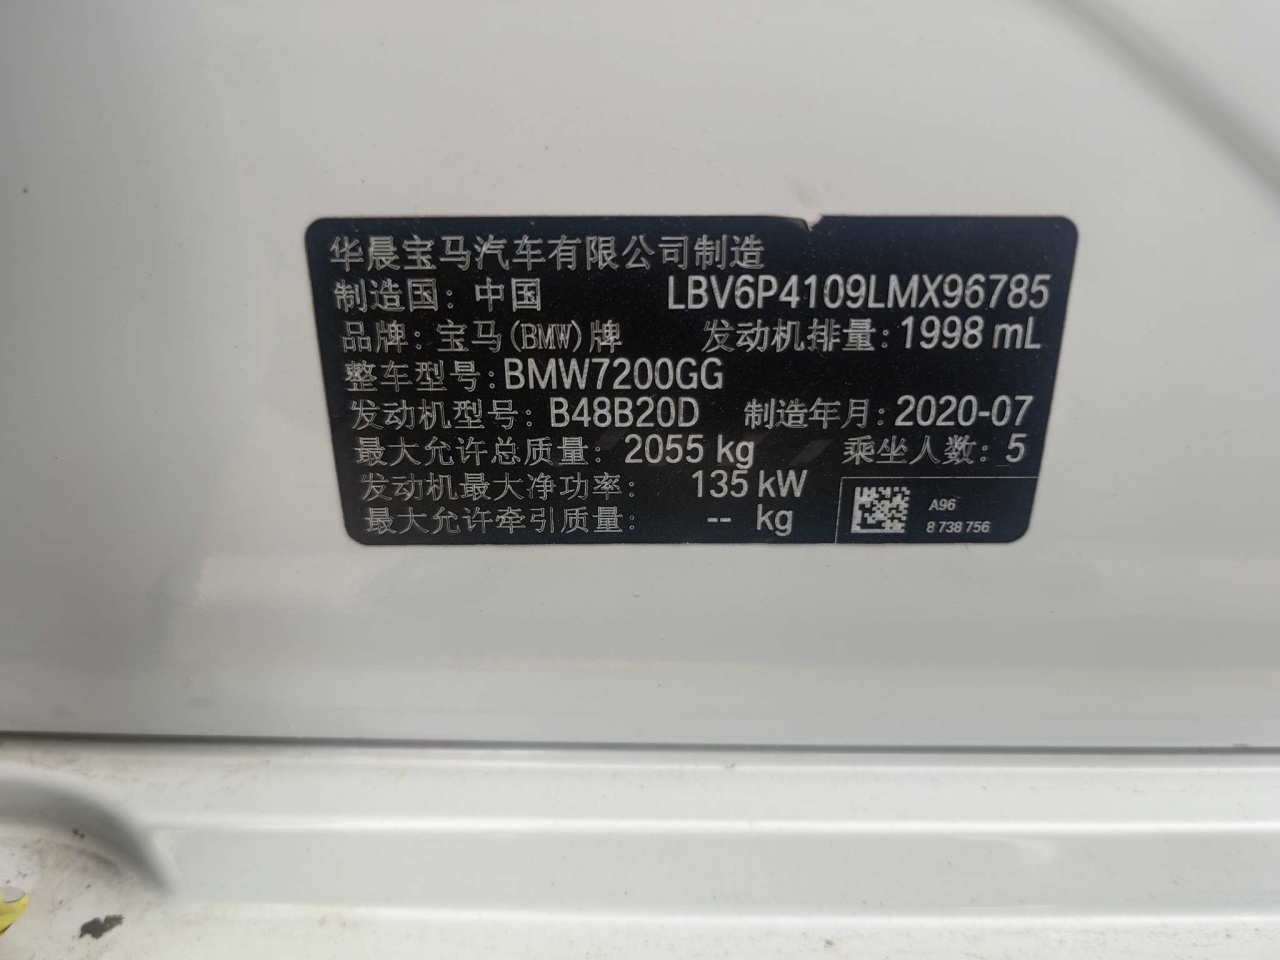 华晨宝马汽车有限公司制造
制造国: 中国 LBV6P4109LMX96785
品牌: 宝马(BMW)牌 发动机排量: 1998 mL
整车型号: BMW7200GG
发动机型号: B48B20D 制造年月: 2020-07
最大允许总质量: 2055 kg 乘坐人数: 5
发动机最大净功率: 135 kW
最大允许牵引质量: -- kg
A96
8 738 756